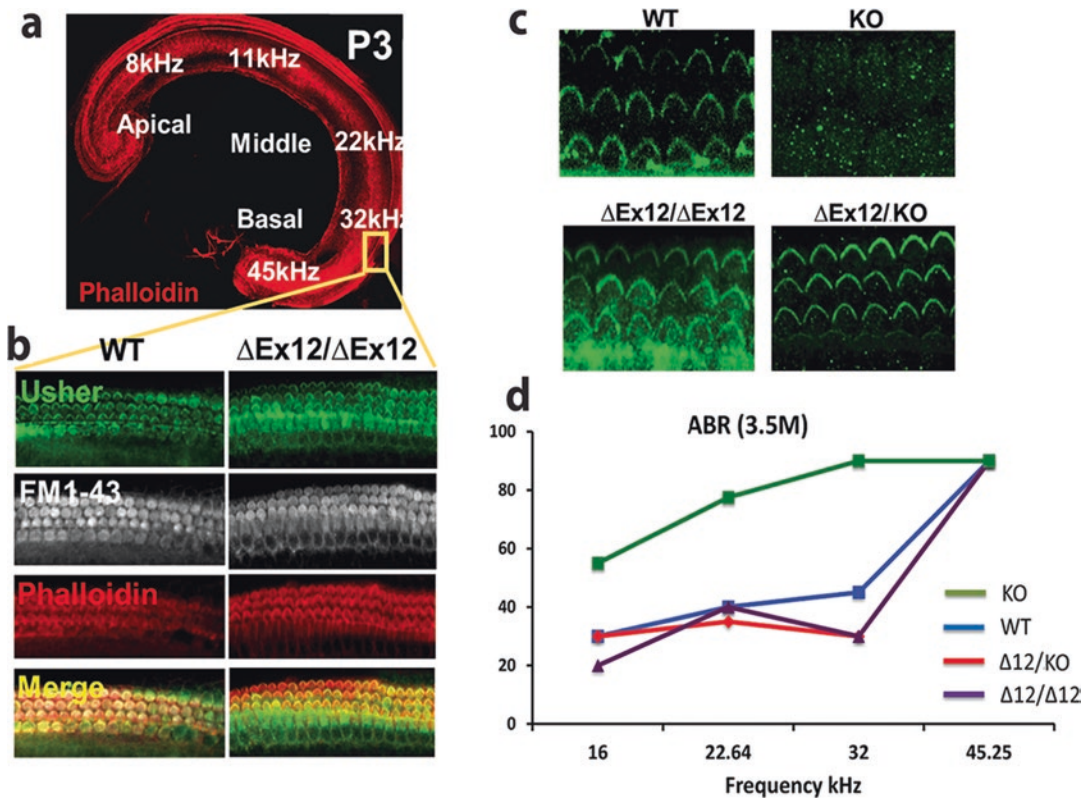 a
P3
8kHz
11kHz
Apical
Middle
22kHz
Basal
32kHz
45kHz
Phalloidin
b
WT
ΔEx12/ΔEx12
Usher
FM1-43
Phalloidin
Merge
c
WT
KO
ΔEx12/ΔEx12
ΔEx12/.KO
d
ABR (3.5M)
100
80
60
40
20
0
16
22.64
32
45.25
Frequency kHz
KO
WT
Δ12/KO
Δ12/Δ12